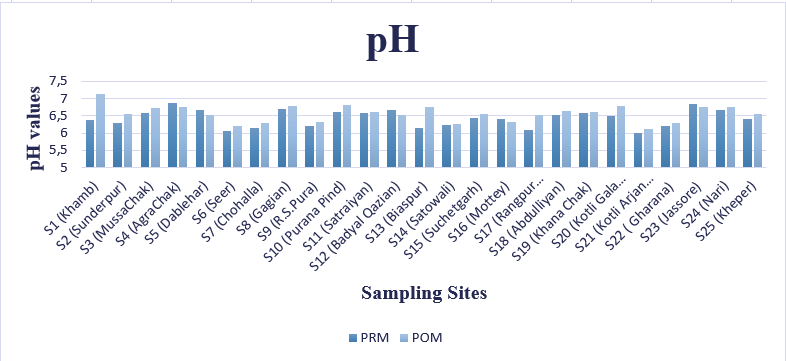 pH
pH values
7,5
7
6,5
6
5,5
5
S1 (Khamb)
S2 (Sunderpur)
S3 (MussaChak)
S4 (AgraChak)
S5 (Dablehar)
S6 (Seer)
S7 (Chohalla)
S8 (Gagian)
S9 (R.S.Pura)
S10 (Purana Pind)
S11 (Satraiyan)
S12 (Badyal Qazian)
S13 (Biaspur)
S14 (Satowali)
S15 (Suchetgarh)
S16 (Mottey)
S17 (Rangpur...
S18 (Abdulliyan)
S19 (Khana Chak)
S20 (Kotli Gala...
S21 (Kotli Arjan...
S22 ( Gharana)
S23 (Jassore)
S24 (Nari)
S25 (Kheper)
Sampling Sites
PRM POM